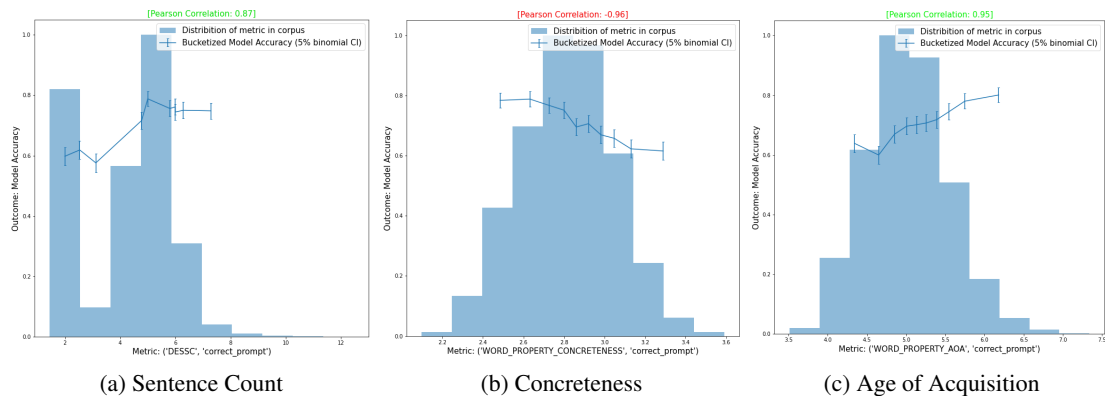 [Pearson Correlation: 0.87]
Distribition of metric in corpus
Bucketized Model Accuracy (5% binomial CI)
Outcome: Model Accuracy
1.0
0.8
0.6
0.4
0.2
0.0
2 4 6 8 10 12
Metric: ('DESSC', 'correct_prompt')
(a) Sentence Count
[Pearson Correlation: -0.96]
Distribition of metric in corpus
Bucketized Model Accuracy (5% binomial CI)
Outcome: Model Accuracy
1.0
0.8
0.6
0.4
0.2
0.0
2.2 2.4 2.6 2.8 3.0 3.2 3.4 3.6
Metric: ('WORD_PROPERTY_CONCRETENESS', 'correct_prompt')
(b) Concreteness
[Pearson Correlation: 0.95]
Distribition of metric in corpus
Bucketized Model Accuracy (5% binomial CI)
Outcome: Model Accuracy
1.0
0.8
0.6
0.4
0.2
0.0
3.5 4.0 4.5 5.0 5.5 6.0 6.5 7.0 7.5
Metric: ('WORD_PROPERTY_AOA', 'correct_prompt')
(c) Age of Acquisition